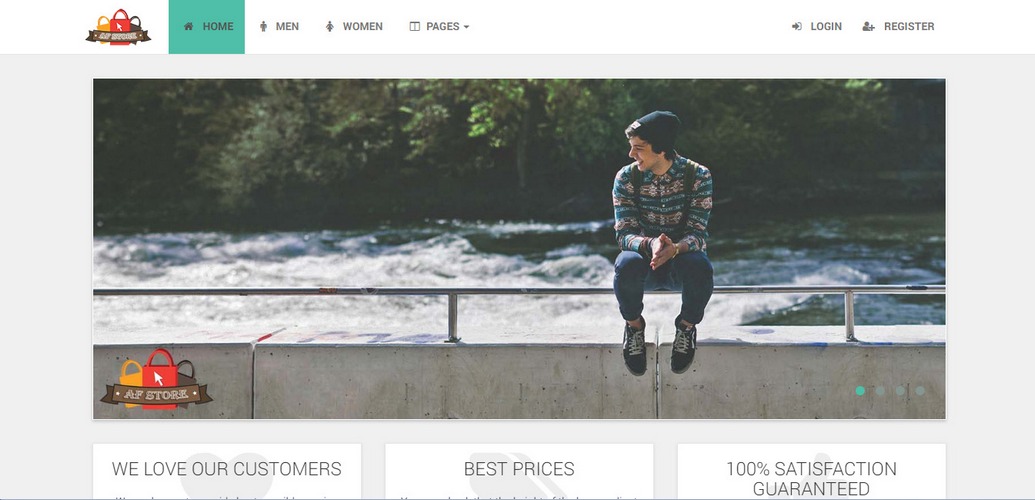 AF STORE
HOME
MEN
WOMEN
PAGES
LOGIN
REGISTER
AF STORE
WE LOVE OUR CUSTOMERS
BEST PRICES
100% SATISFACTION
GUARANTEED